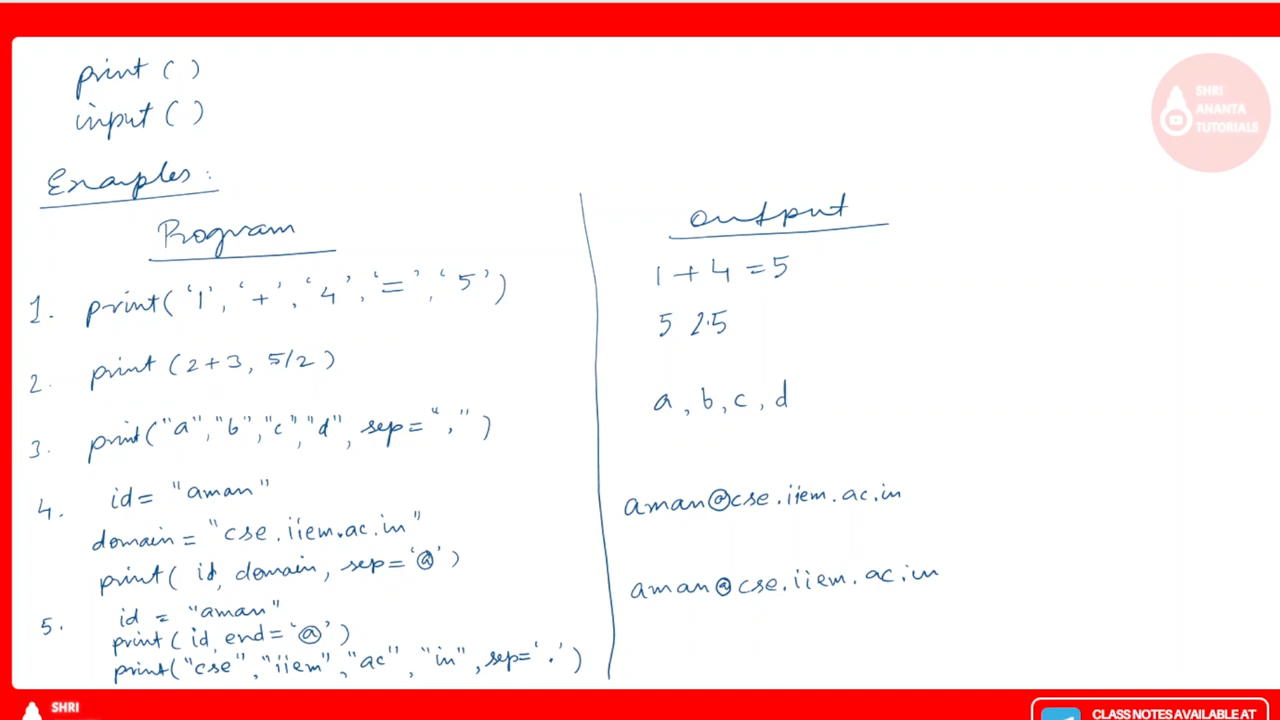 print ( )
input ( )
SHRI
ANANTA
TUTORIALS
Examples :
Program
output
1. print( '1', '+', '4', '=', '5')
1 + 4 = 5
2. print (2+3, 5/2)
5 2.5
3. print("a","b","c","d", sep= ",")
a, b, c, d
4. id= "aman"
domain= "cse.iiem.ac.in"
print( id, domain, sep= '@')
aman@cse.iiem.ac.in
5. id = "aman"
print( id, end= '@')
print("cse", "iiem", "ac", "in", sep='.')
aman@cse.iiem.ac.in
SHRI
CLASS NOTES AVAILABLE AT